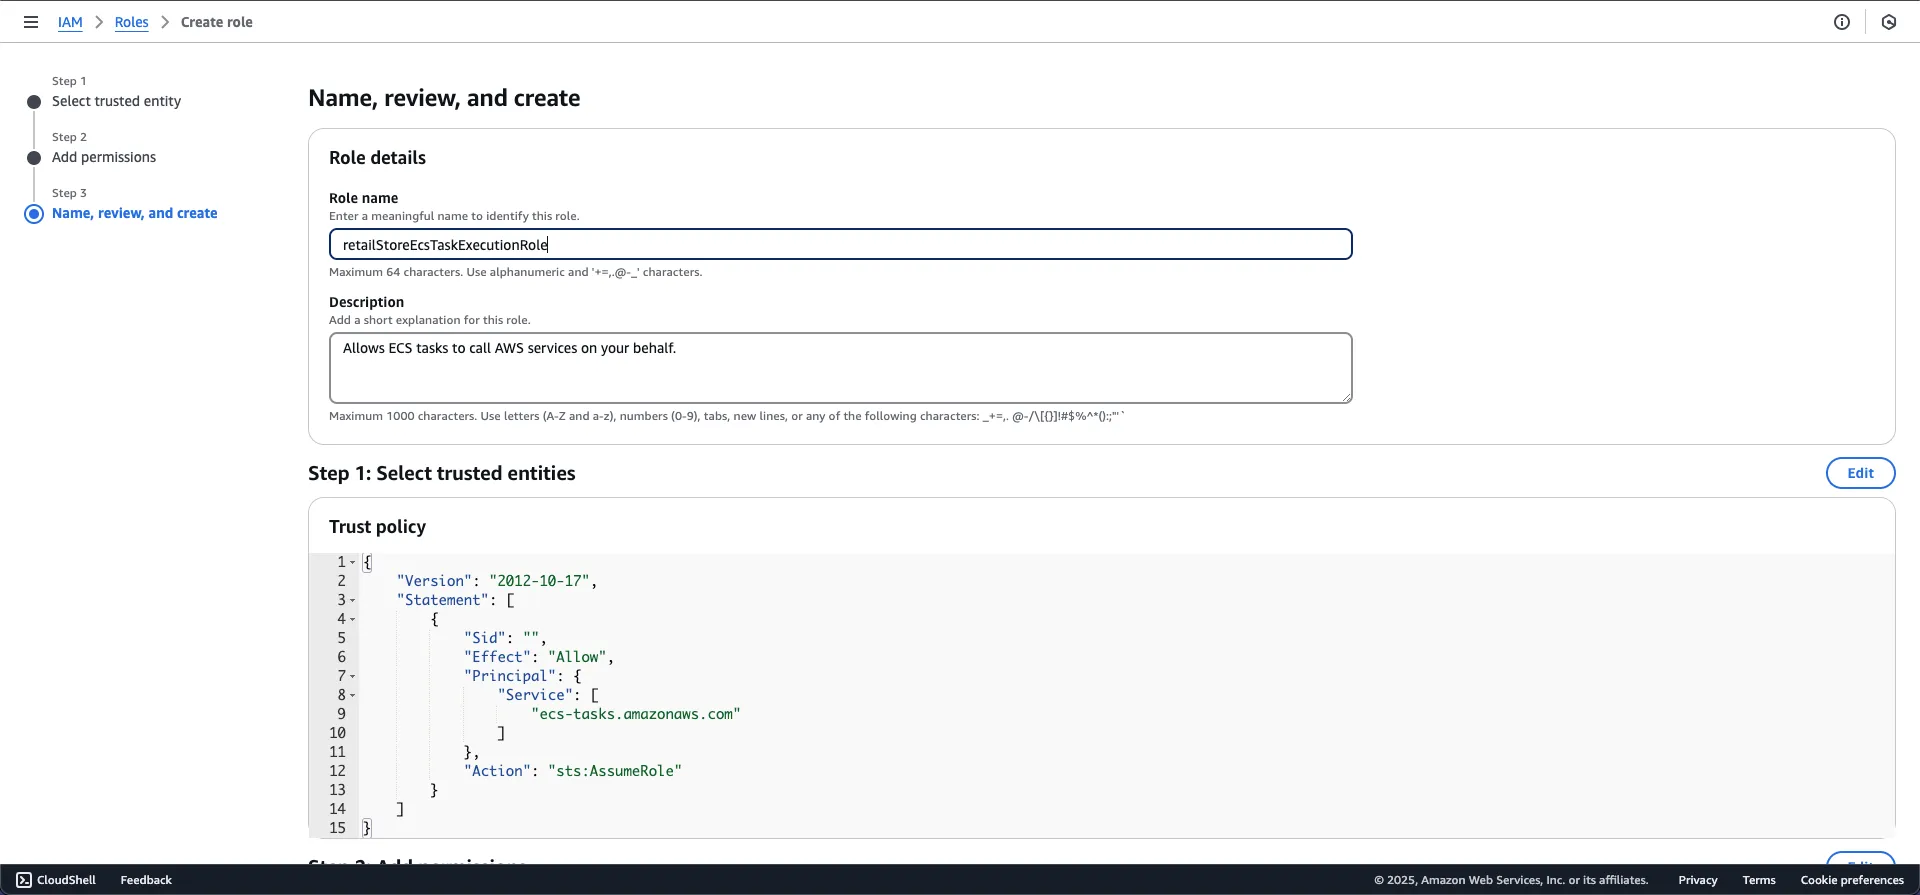 IAM > Roles > Create role
Step 1
Select trusted entity
Step 2
Add permissions
Step 3
Name, review, and create
Name, review, and create
Role details
Role name
Enter a meaningful name to identify this role.
retailStoreEcsTaskExecutionRole
Maximum 64 characters. Use alphanumeric and '+=,.@-_' characters.
Description
Add a short explanation for this role.
Allows ECS tasks to call AWS services on your behalf.
Maximum 1000 characters. Use letters (A-Z and a-z), numbers (0-9), tabs, new lines, or any of the following characters: _+=,. @-/\[{}]!#$%^*();:"'`
Step 1: Select trusted entities
Edit
Trust policy
1 {
2 "Version": "2012-10-17",
3 "Statement": [
4 {
5 "Sid": "",
6 "Effect": "Allow",
7 "Principal": {
8 "Service": [
9 "ecs-tasks.amazonaws.com"
10 ]
11 },
12 "Action": "sts:AssumeRole"
13 }
14 ]
15 }
Step 2: Add permissions
Edit
CloudShell Feedback © 2025, Amazon Web Services, Inc. or its affiliates. Privacy Terms Cookie preferences